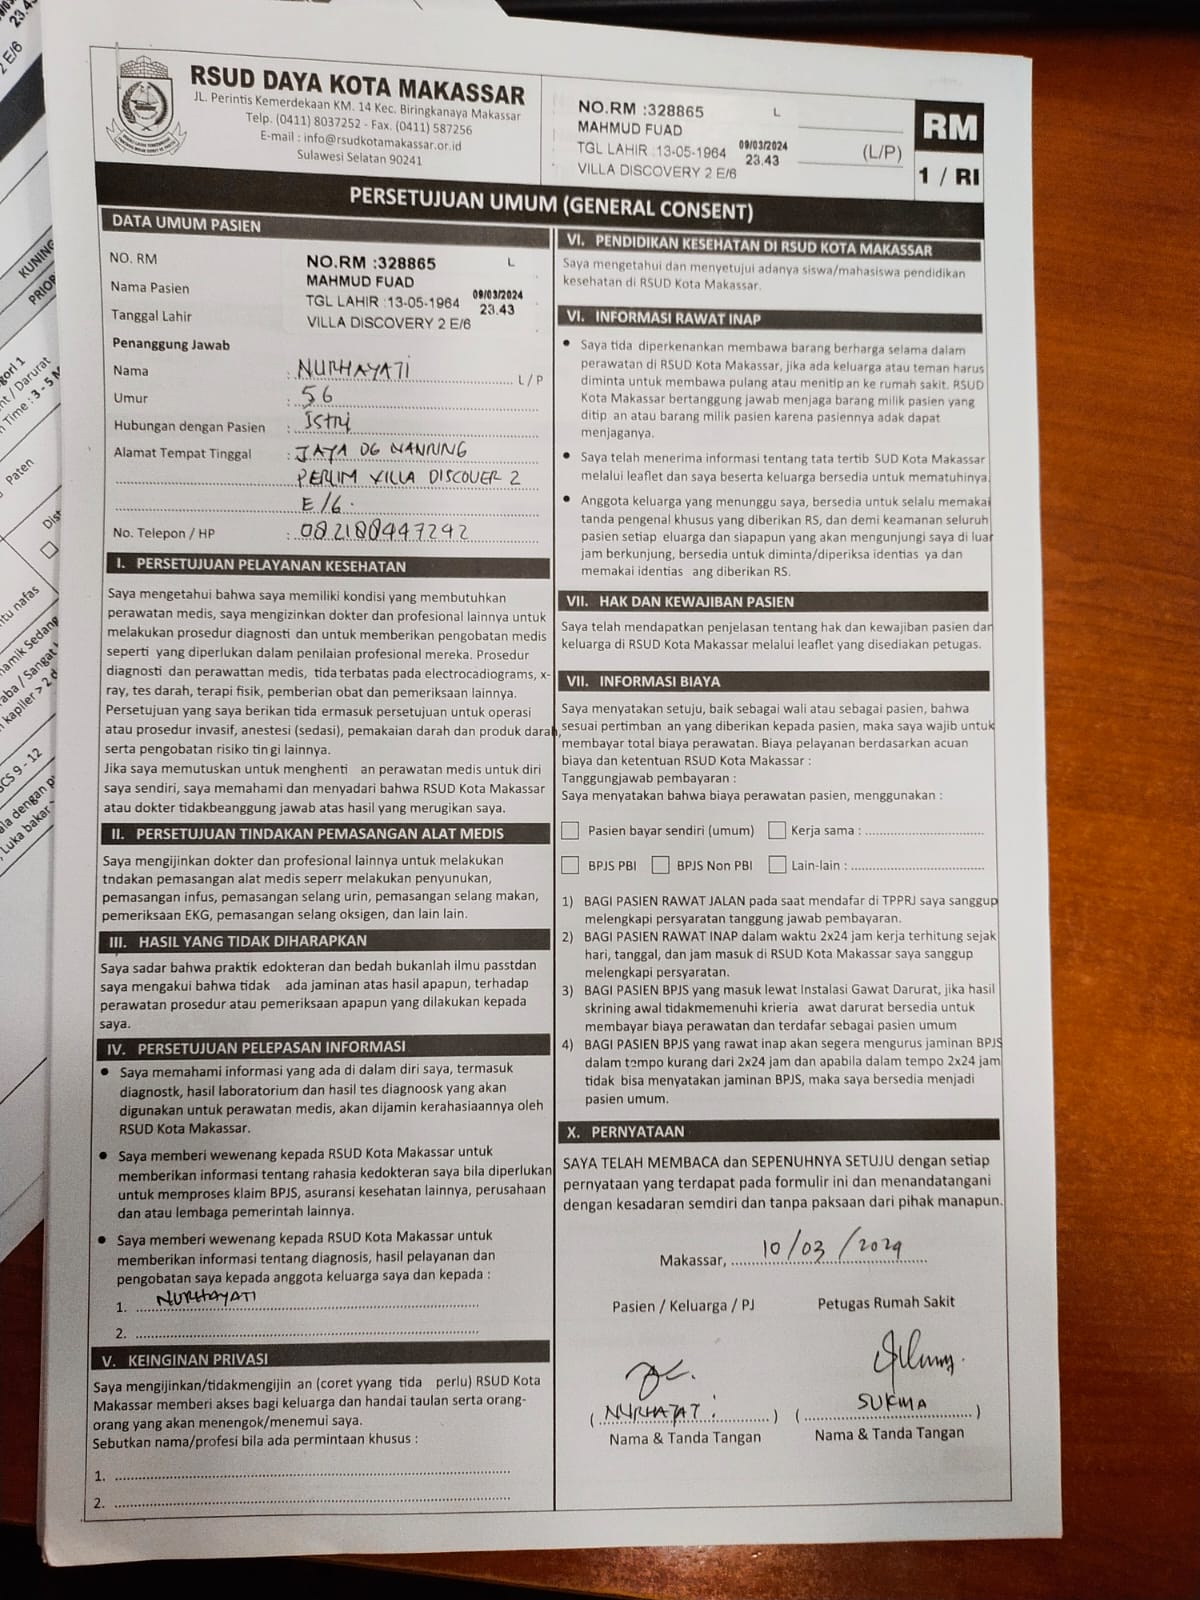 RSUD DAYA KOTA MAKASSAR
JL. Perintis Kemerdekaan KM. 14 Kec. Biringkanaya Makassar
Telp. (0411) 8037252 - Fax. (0411) 587256
E-mail : info@rsudkotamakassar.or.id
Sulawesi Selatan 90241
NO.RM :328865 L
MAHMUD FUAD
TGL LAHIR :13-05-1964 09/03/2024 23.43
VILLA DISCOVERY 2 E/6
(L/P)
RM
1 / RI
PERSETUJUAN UMUM (GENERAL CONSENT)
DATA UMUM PASIEN
NO. RM
Nama Pasien
Tanggal Lahir
NO.RM :328865 L
MAHMUD FUAD
TGL LAHIR :13-05-1964 09/03/2024 23.43
VILLA DISCOVERY 2 E/6
Penanggung Jawab
Nama : NURHAYATI L / P
Umur : 56
Hubungan dengan Pasien : Istri
Alamat Tempat Tinggal : JAYA DG NANRING
PERUM VILLA DISCOVER 2
E/6.
No. Telepon / HP : 082188447292
I. PERSETUJUAN PELAYANAN KESEHATAN
Saya mengetahui bahwa saya memiliki kondisi yang membutuhkan
perawatan medis, saya mengizinkan dokter dan profesional lainnya untuk
melakukan prosedur diagnosti dan untuk memberikan pengobatan medis
seperti yang diperlukan dalam penilaian profesional mereka. Prosedur
diagnosti dan perawattan medis, tida terbatas pada electrocadiograms, x-
ray, tes darah, terapi fisik, pemberian obat dan pemeriksaan lainnya.
Persetujuan yang saya berikan tida ermasuk persetujuan untuk operasi
atau prosedur invasif, anestesi (sedasi), pemakaian darah dan produk darah,
serta pengobatan risiko tin gi lainnya.
Jika saya memutuskan untuk menghenti an perawatan medis untuk diri
saya sendiri, saya memahami dan menyadari bahwa RSUD Kota Makassar
atau dokter tidakbeanggung jawab atas hasil yang merugikan saya.
II. PERSETUJUAN TINDAKAN PEMASANGAN ALAT MEDIS
Saya mengijinkan dokter dan profesional lainnya untuk melakukan
tndakan pemasangan alat medis seperr melakukan penyunukan,
pemasangan infus, pemasangan selang urin, pemasangan selang makan,
pemeriksaan EKG, pemasangan selang oksigen, dan lain lain.
III. HASIL YANG TIDAK DIHARAPKAN
Saya sadar bahwa praktik edokteran dan bedah bukanlah ilmu passtdan
saya mengakui bahwa tidak ada jaminan atas hasil apapun, terhadap
perawatan prosedur atau pemeriksaan apapun yang dilakukan kepada
saya.
IV. PERSETUJUAN PELEPASAN INFORMASI
• Saya memahami informasi yang ada di dalam diri saya, termasuk
diagnostk, hasil laboratorium dan hasil tes diagnoosk yang akan
digunakan untuk perawatan medis, akan dijamin kerahasiaannya oleh
RSUD Kota Makassar.
• Saya memberi wewenang kepada RSUD Kota Makassar untuk
memberikan informasi tentang rahasia kedokteran saya bila diperlukan
untuk memproses klaim BPJS, asuransi kesehatan lainnya, perusahaan
dan atau lembaga pemerintah lainnya.
• Saya memberi wewenang kepada RSUD Kota Makassar untuk
memberikan informasi tentang diagnosis, hasil pelayanan dan
pengobatan saya kepada anggota keluarga saya dan kepada :
1. NURHAYATI
2.
V. KEINGINAN PRIVASI
Saya mengijinkan/tidakmengijin an (coret yyang tida perlu) RSUD Kota
Makassar memberi akses bagi keluarga dan handai taulan serta orang-
orang yang akan menengok/menemui saya.
Sebutkan nama/profesi bila ada permintaan khusus :
1.
2.
VI. PENDIDIKAN KESEHATAN DI RSUD KOTA MAKASSAR
Saya mengetahui dan menyetujui adanya siswa/mahasiswa pendidikan
kesehatan di RSUD Kota Makassar.
VI. INFORMASI RAWAT INAP
• Saya tida diperkenankan membawa barang berharga selama dalam
perawatan di RSUD Kota Makassar, jika ada keluarga atau teman harus
diminta untuk membawa pulang atau menitip an ke rumah sakit. RSUD
Kota Makassar bertanggung jawab menjaga barang milik pasien yang
ditip an atau barang milik pasien karena pasiennya adak dapat
menjaganya.
• Saya telah menerima informasi tentang tata tertib SUD Kota Makassar
melalui leaflet dan saya beserta keluarga bersedia untuk mematuhinya.
• Anggota keluarga yang menunggu saya, bersedia untuk selalu memakai
tanda pengenal khusus yang diberikan RS, dan demi keamanan seluruh
pasien setiap eluarga dan siapapun yang akan mengunjungi saya di luar
jam berkunjung, bersedia untuk diminta/diperiksa identias ya dan
memakai identias ang diberikan RS.
VII. HAK DAN KEWAJIBAN PASIEN
Saya telah mendapatkan penjelasan tentang hak dan kewajiban pasien dan
keluarga di RSUD Kota Makassar melalui leaflet yang disediakan petugas.
VII. INFORMASI BIAYA
Saya menyatakan setuju, baik sebagai wali atau sebagai pasien, bahwa
sesuai pertimban an yang diberikan kepada pasien, maka saya wajib untuk
membayar total biaya perawatan. Biaya pelayanan berdasarkan acuan
biaya dan ketentuan RSUD Kota Makassar :
Tanggungjawab pembayaran :
Saya menyatakan bahwa biaya perawatan pasien, menggunakan :
Pasien bayar sendiri (umum) Kerja sama :
BPJS PBI BPJS Non PBI Lain-lain :
1) BAGI PASIEN RAWAT JALAN pada saat mendafar di TPPRJ saya sanggup
melengkapi persyaratan tanggung jawab pembayaran.
2) BAGI PASIEN RAWAT INAP dalam waktu 2x24 jam kerja terhitung sejak
hari, tanggal, dan jam masuk di RSUD Kota Makassar saya sanggup
melengkapi persyaratan.
3) BAGI PASIEN BPJS yang masuk lewat Instalasi Gawat Darurat, jika hasil
skrining awal tidakmemenuhi krieria awat darurat bersedia untuk
membayar biaya perawatan dan terdafar sebagai pasien umum
4) BAGI PASIEN BPJS yang rawat inap akan segera mengurus jaminan BPJS
dalam tempo kurang dari 2x24 jam dan apabila dalam tempo 2x24 jam
tidak bisa menyatakan jaminan BPJS, maka saya bersedia menjadi
pasien umum.
X. PERNYATAAN
SAYA TELAH MEMBACA dan SEPENUHNYA SETUJU dengan setiap
pernyataan yang terdapat pada formulir ini dan menandatangani
dengan kesadaran semdiri dan tanpa paksaan dari pihak manapun.
Makassar, 10/03/2024
Pasien / Keluarga / PJ Petugas Rumah Sakit
(NURHAYATI) (SUKMA)
Nama & Tanda Tangan Nama & Tanda Tangan